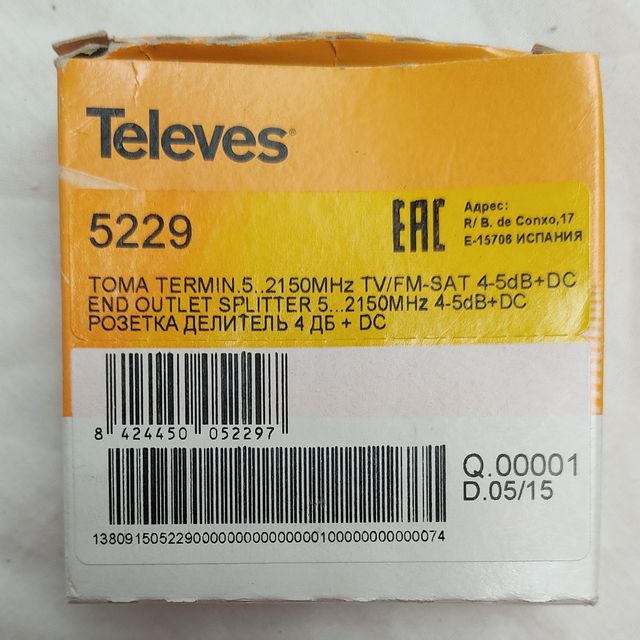 Televes®
5229
EAC
Адрес:
R/ B. de Conxo,17
E-15706 ИСПАНИЯ
TOMA TERMIN.5..2150MHz TV/FM-SAT 4-5dB+DC
END OUTLET SPLITTER 5...2150MHz 4-5dB+DC
РОЗЕТКА ДЕЛИТЕЛЬ 4 ДБ + DC
8 424450 052297
Q.00001
D.05/15